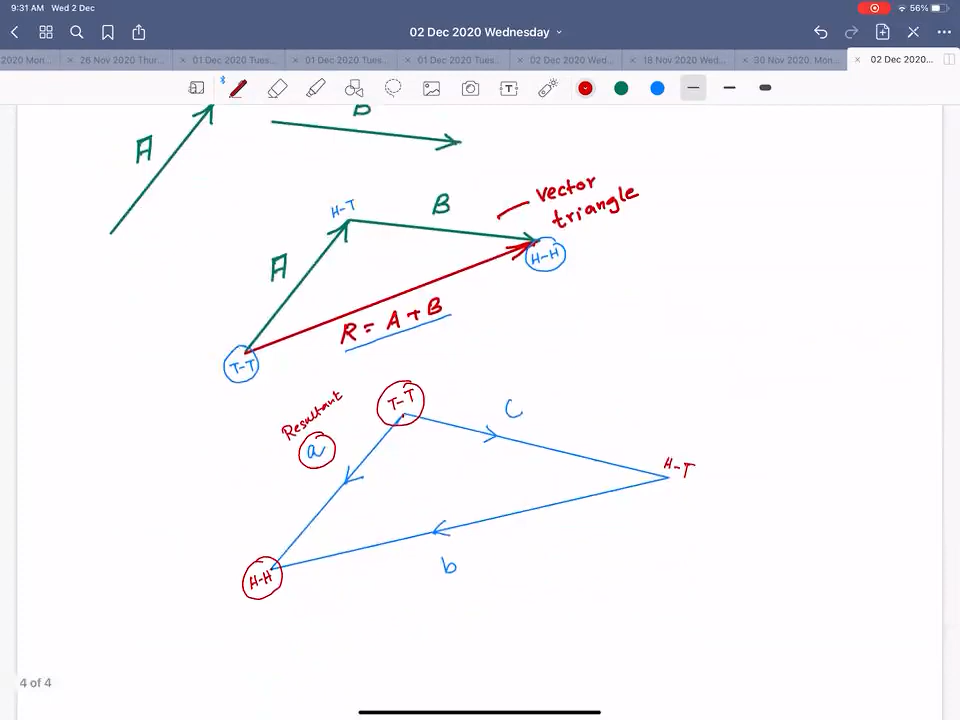 9:31 AM Wed 2 Dec
56%
02 Dec 2020 Wednesday
2020 Mon...
26 Nov 2020 Thur...
01 Dec 2020 Tues...
01 Dec 2020 Tues...
01 Dec 2020 Tues...
02 Dec 2020 Wed...
18 Nov 2020 Wed...
30 Nov 2020. Mon...
02 Dec 2020...
T
B
A
H-T
B
vector
triangle
A
H-H
R = A + B
T-T
Resultant
a
T-T
C
H-T
H-H
b
4 of 4